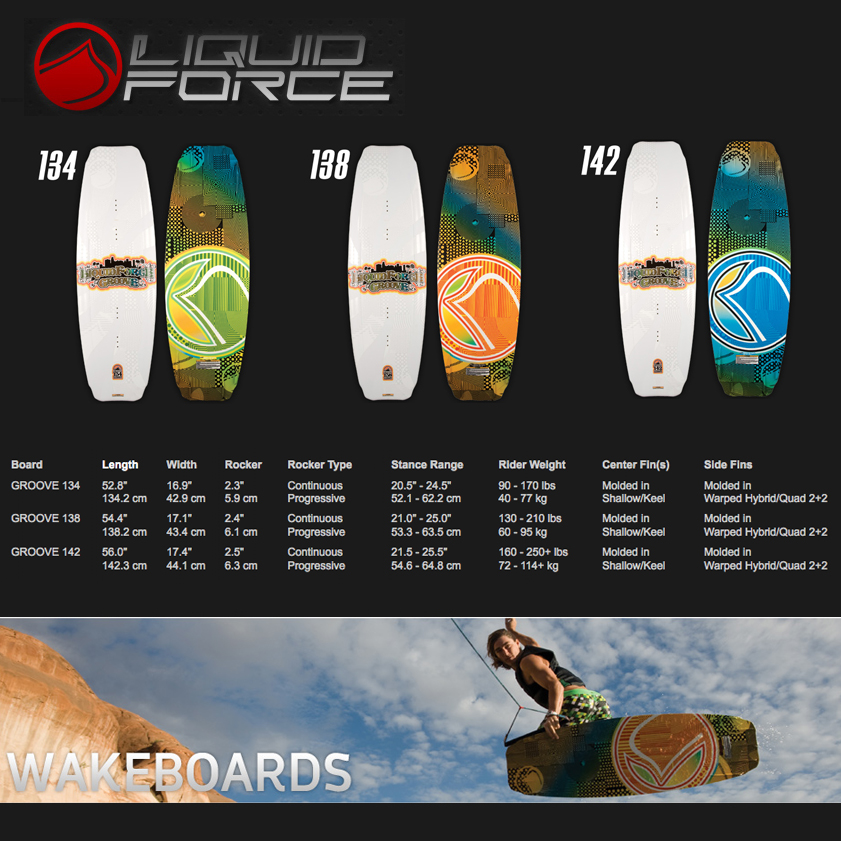 LIQUID
FORCE
134
138
142
Board Length Width Rocker Rocker Type Stance Range Rider Weight Center Fin(s) Side Fins
GROOVE 134 52.8" 16.9" 2.3" Continuous 20.5" - 24.5" 90 - 170 lbs Molded in Molded in
134.2 cm 42.9 cm 5.9 cm Progressive 52.1 - 62.2 cm 40 - 77 kg Shallow/Keel Warped Hybrid/Quad 2+2
GROOVE 138 54.4" 17.1" 2.4" Continuous 21.0" - 25.0" 130 - 210 lbs Molded in Molded in
138.2 cm 43.4 cm 6.1 cm Progressive 53.3 - 63.5 cm 60 - 95 kg Shallow/Keel Warped Hybrid/Quad 2+2
GROOVE 142 56.0" 17.4" 2.5" Continuous 21.5 - 25.5" 160 - 250+ lbs Molded in Molded in
142.3 cm 44.1 cm 6.3 cm Progressive 54.6 - 64.8 cm 72 - 114+ kg Shallow/Keel Warped Hybrid/Quad 2+2
WAKEBOARDS